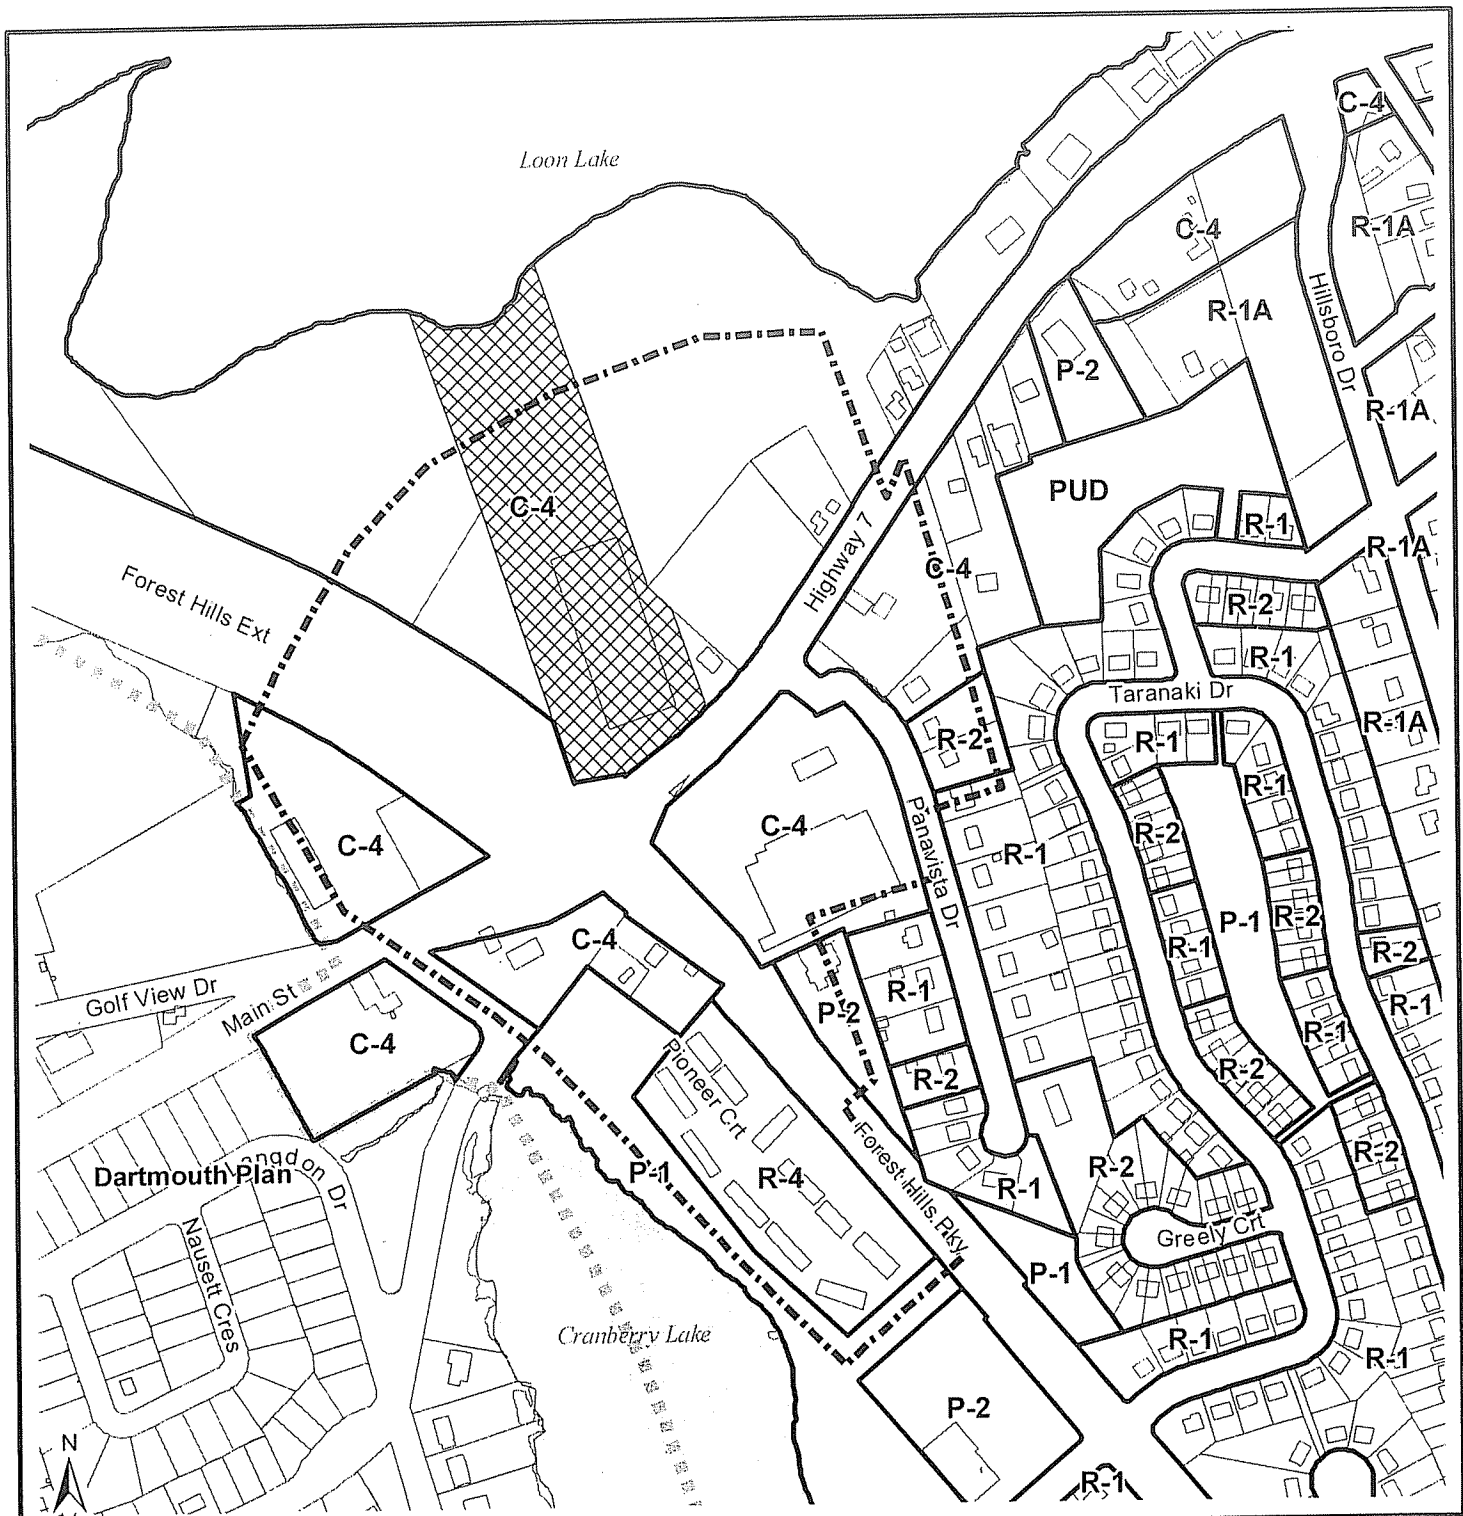 C-4
Loon Lake
C-4
R-1A
Hillsboro Dr
R-1A
P-2
R-1A
PUD
C-4
R-1
Highway 7
R-1A
C-4
Forest Hills Ext
R-2
R-1
Taranaki Dr
R-1A
R-2
R-1
R-1
C-4
R-2
C-4
Panavista Dr
R-1
P-1
R-2
C-4
R-1
R-2
Golf View Dr
Main St
R-1
P-2
R-1
R-1
C-4
Pioneer Crt
R-2
R-2
Forest Hills Pky
R-2
Dartmouth Plan
Langdon Dr
P-1
R-4
R-2
R-1
Nausett Cres
Greely Crt
P-1
Cranberry Lake
R-1
R-1
P-2
N
R-1